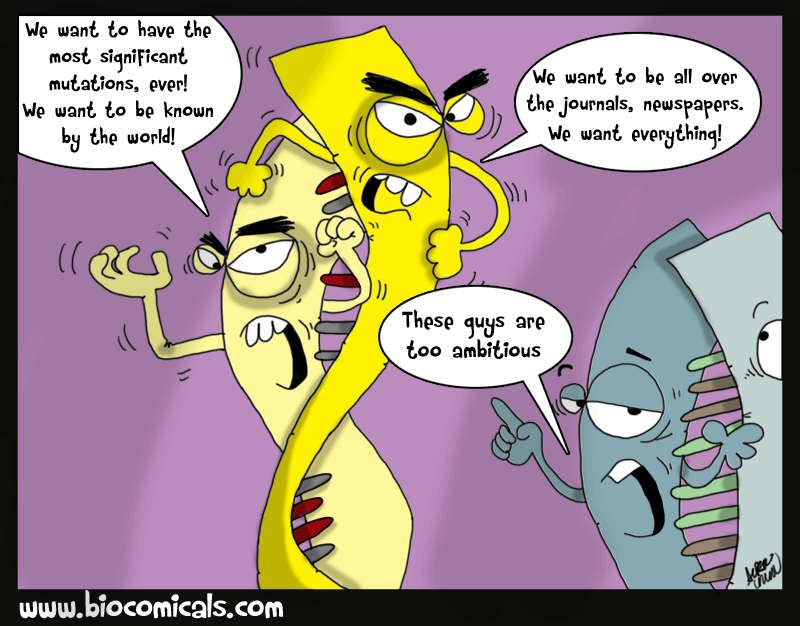 We want to have the
most significant
mutations, ever!
We want to be known
by the world!
We want to be all over
the journals, newspapers.
We want everything!
These guys are
too ambitious
www.biocomicals.com